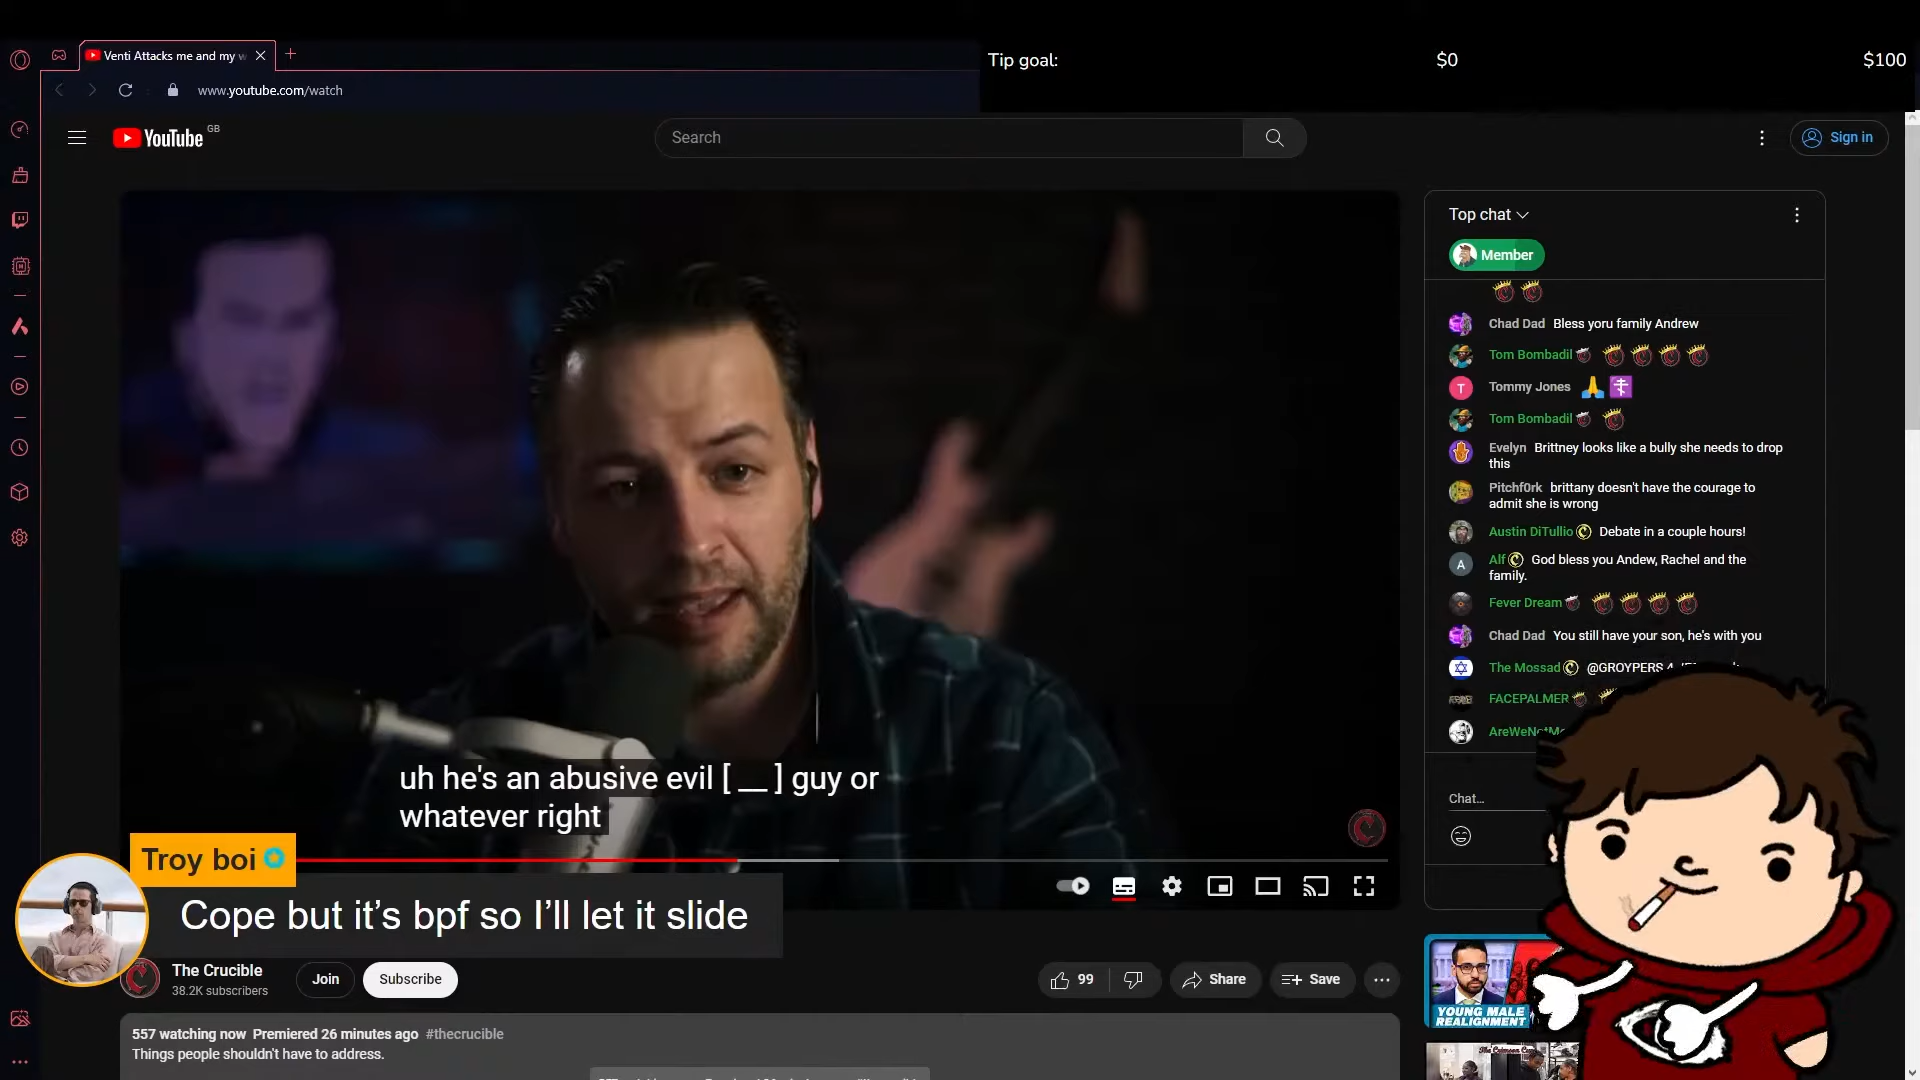 Venti Attacks me and my w
Tip goal:
$0
$100
www.youtube.com/watch
YouTube
GB
Search
Sign in
Top chat
Member
Chad Dad Bless yoru family Andrew
Tom Bombadil
Tommy Jones
Tom Bombadil
Evelyn Brittney looks like a bully she needs to drop
this
Pitchf0rk brittany doesn't have the courage to
admit she is wrong
Austin DiTullio Debate in a couple hours!
Alf God bless you Andew, Rachel and the
family.
Fever Dream
Chad Dad You still have your son, he's with you
The Mossad @GROYPERS
FACEPALMER
Chat...
uh he's an abusive evil [ __ ] guy or
whatever right
Troy boi
Cope but it's bpf so I'll let it slide
The Crucible
38.2K subscribers
Join
Subscribe
99
Share
Save
YOUNG MALE
REALIGNMENT
557 watching now Premiered 26 minutes ago #thecrucible
Things people shouldn't have to address.